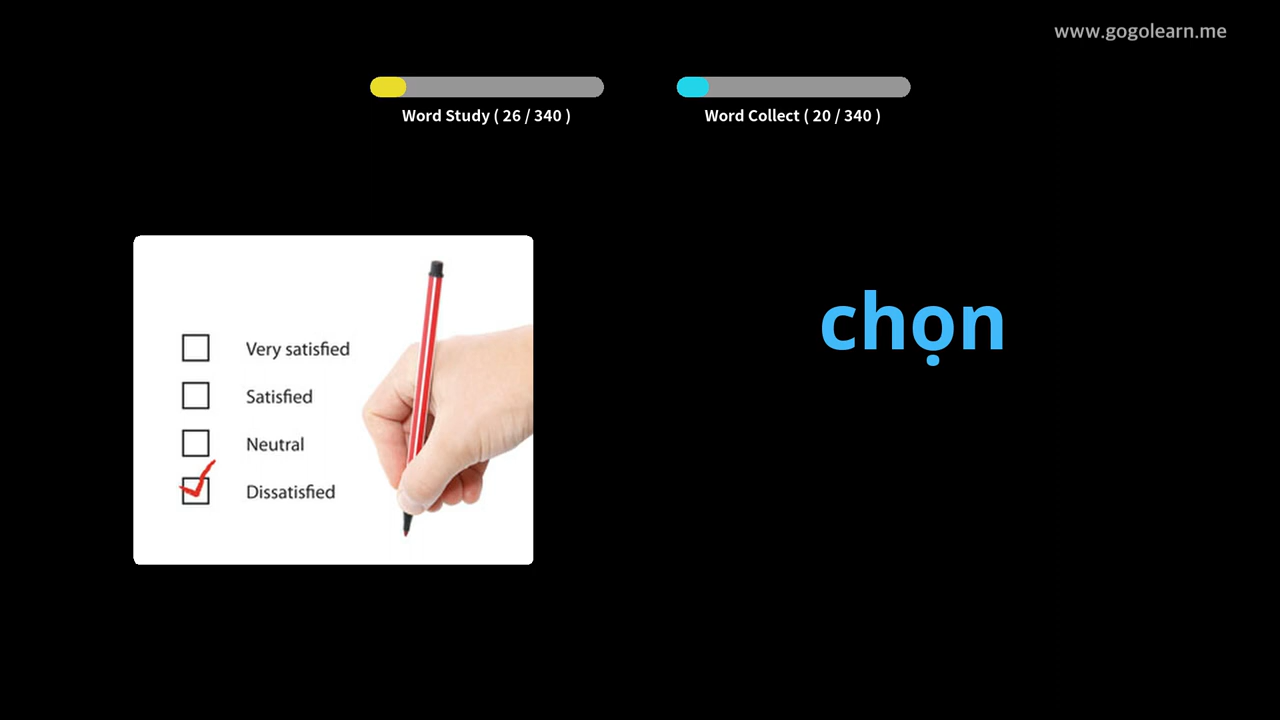 www.gogolearn.me
Word Study ( 26 / 340 )
Word Collect ( 20 / 340 )
Very satisfied
Satisfied
Neutral
Dissatisfied
chọn